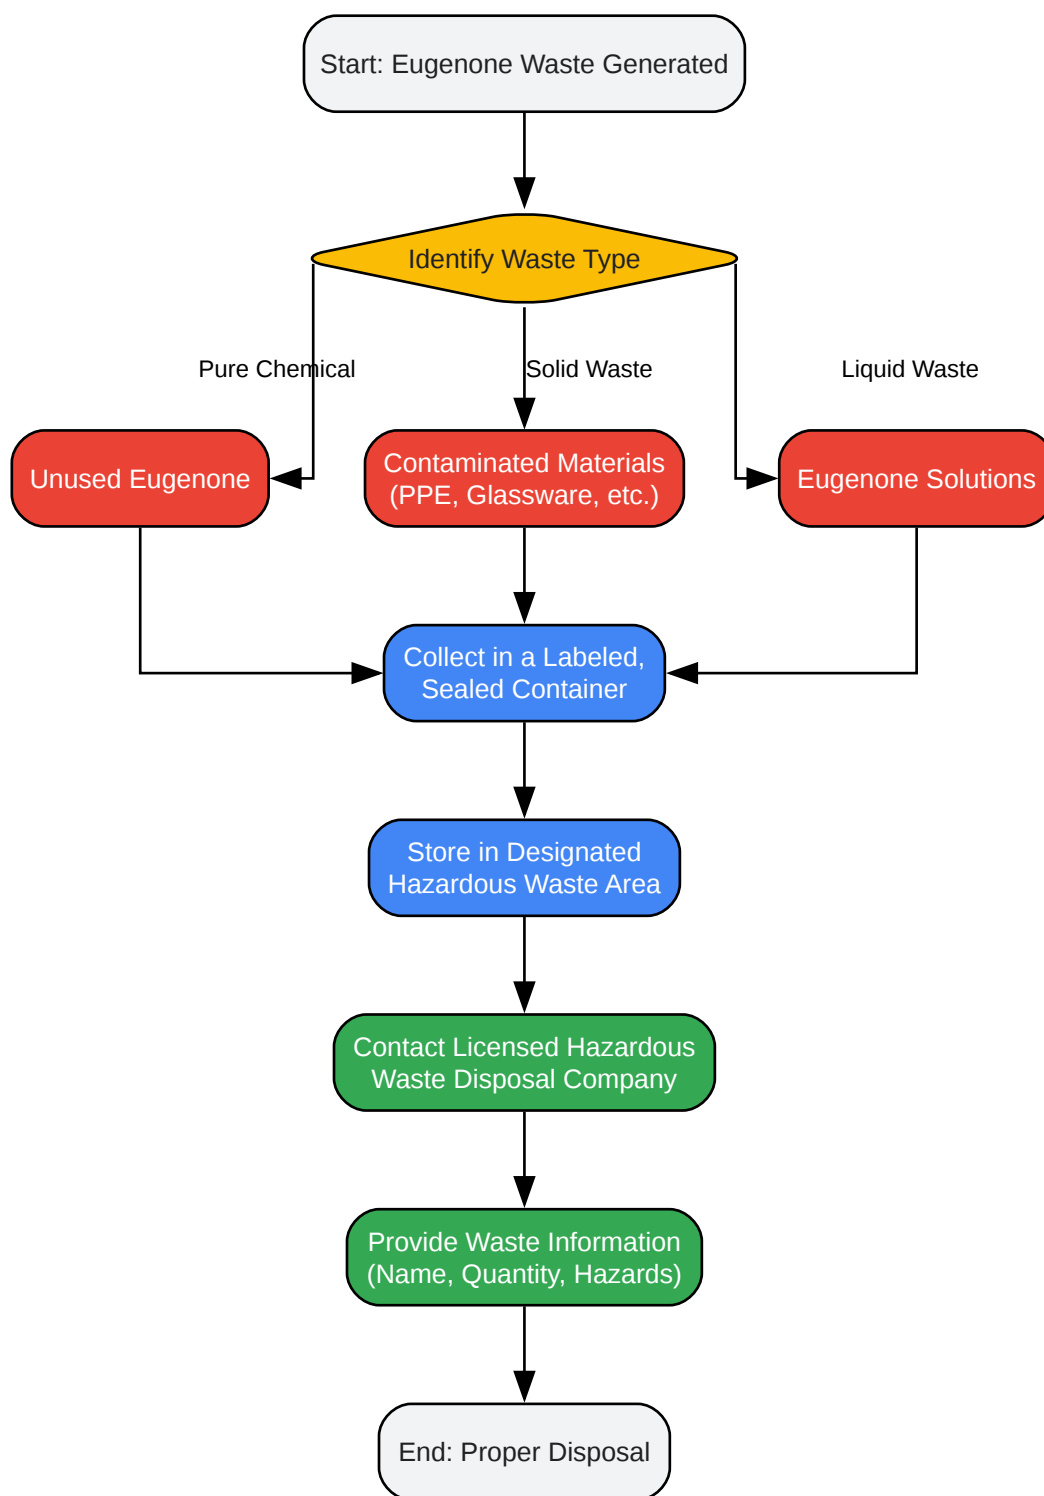 Start: Eugenone Waste Generated
Identify Waste Type
Pure Chemical
Solid Waste
Liquid Waste
Unused Eugenone
Contaminated Materials
(PPE, Glassware, etc.)
Eugenone Solutions
Collect in a Labeled,
Sealed Container
Store in Designated
Hazardous Waste Area
Contact Licensed Hazardous
Waste Disposal Company
Provide Waste Information
(Name, Quantity, Hazards)
End: Proper Disposal